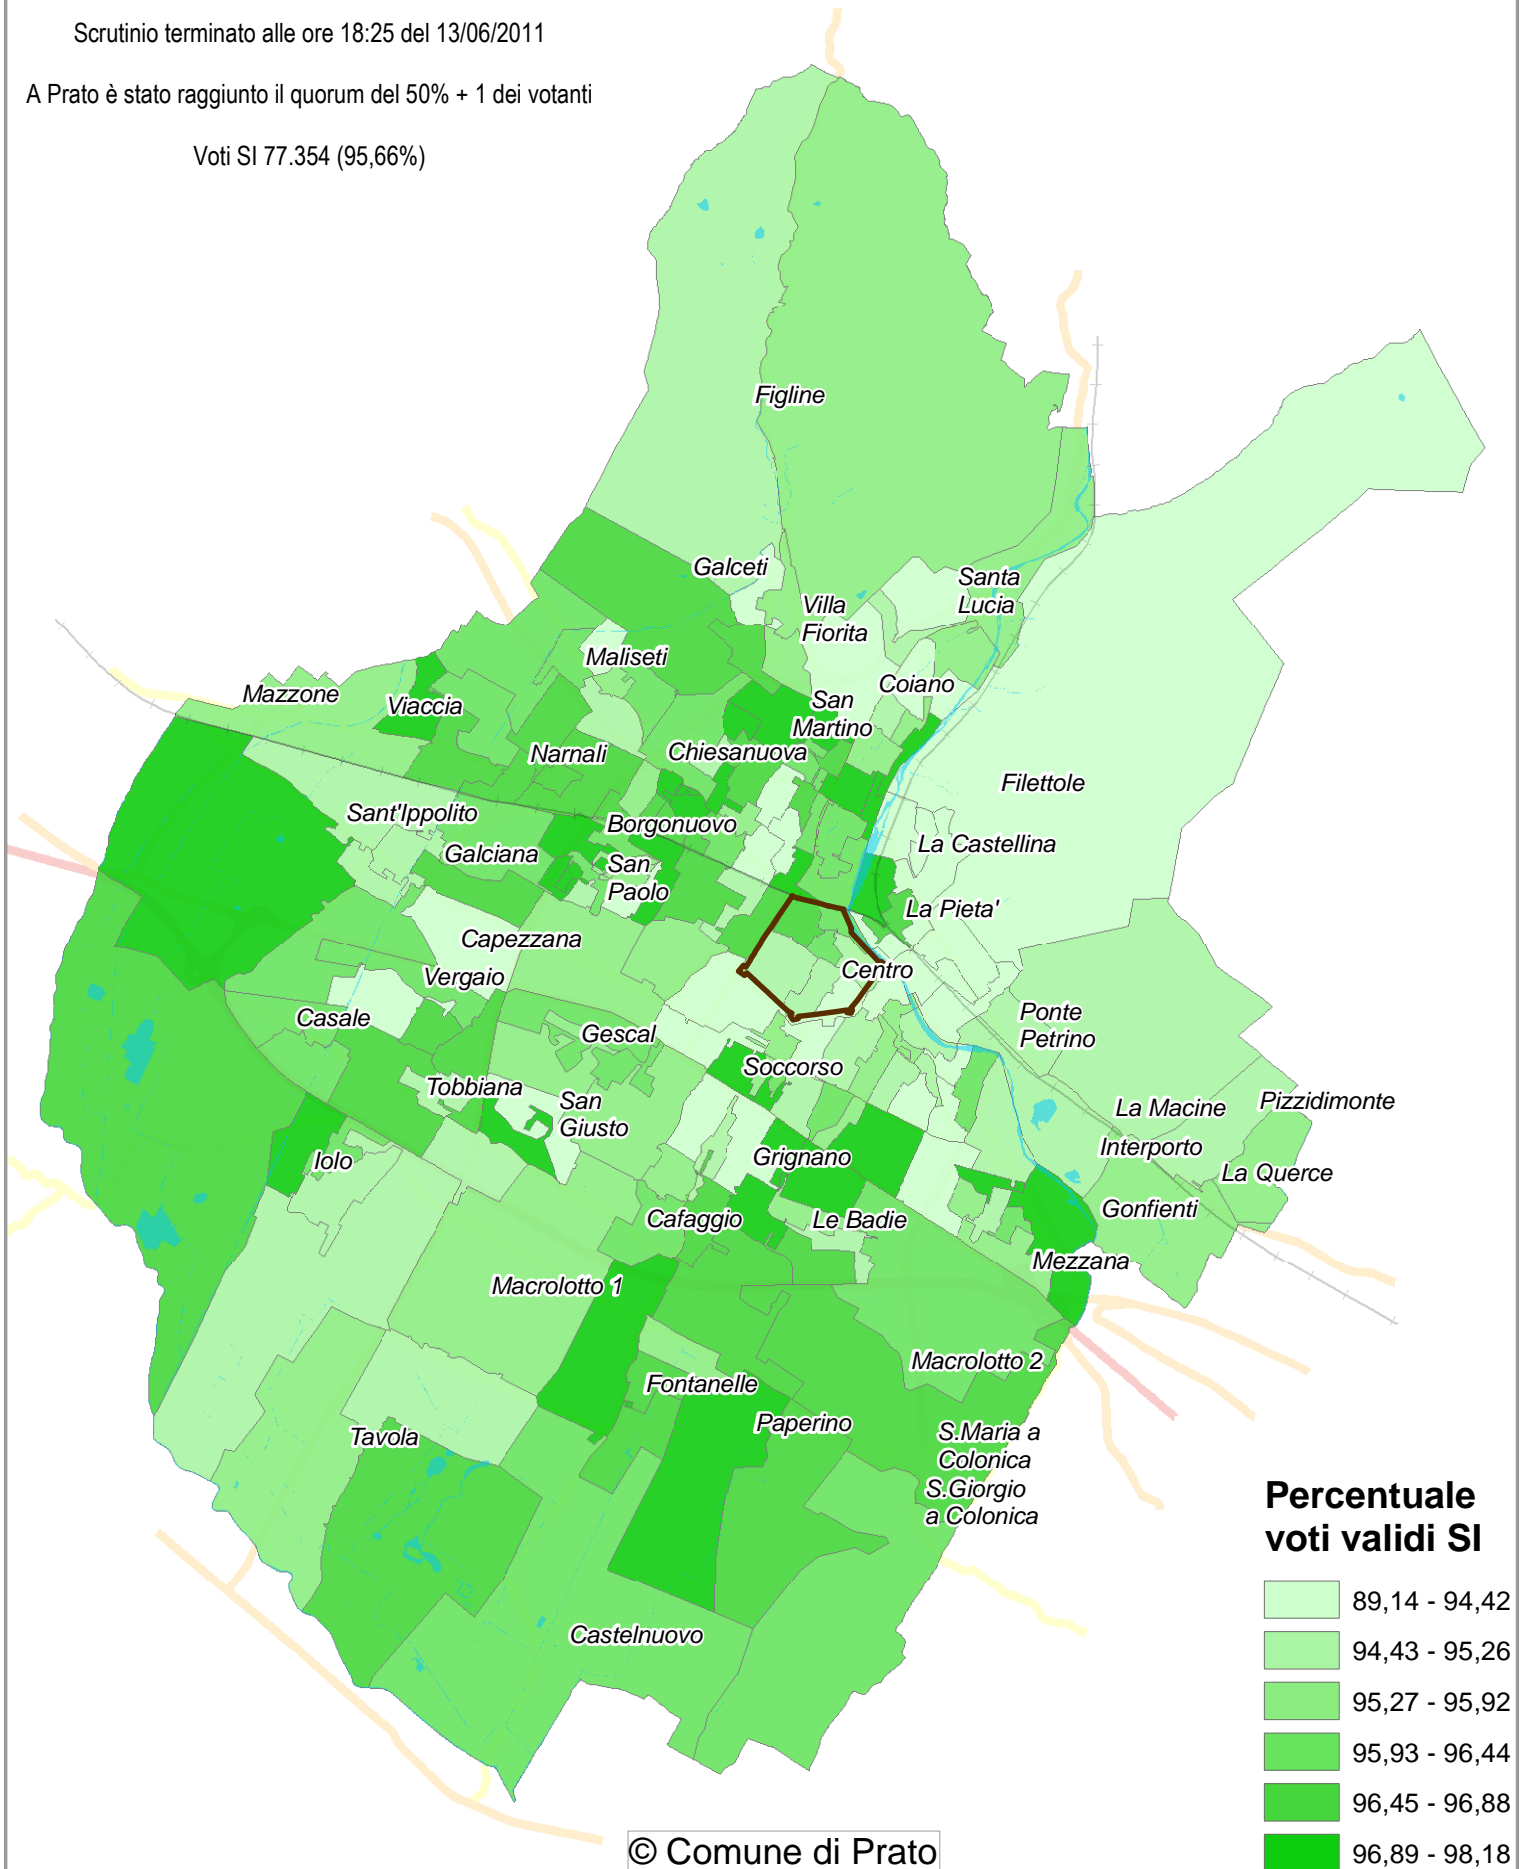 Scrutinio terminato alle ore 18:25 del 13/06/2011
A Prato è stato raggiunto il quorum del 50% + 1 dei votanti
Voti SI 77.354 (95,66%)
Figline
Galceti
Santa
Lucia
Villa
Fiorita
Maliseti
Coiano
Mazzone
Viaccia
San
Martino
Narnali
Chiesanuova
Filettole
Sant'Ippolito
Borgonuovo
La Castellina
Galciana
San
Paolo
La Pieta'
Capezzana
Vergaio
Centro
Casale
Gescal
Ponte
Petrino
Soccorso
Tobbiana
San
Giusto
La Macine
Pizzidimonte
Interporto
Iolo
Grignano
La Querce
Cafaggio
Le Badie
Gonfienti
Mezzana
Macrolotto 1
Macrolotto 2
Fontanelle
Paperino
Tavola
S.Maria a
Colonica
S.Giorgio
a Colonica
Castelnuovo
Percentuale
voti validi SI
89,14 - 94,42
94,43 - 95,26
95,27 - 95,92
95,93 - 96,44
96,45 - 96,88
96,89 - 98,18
© Comune di Prato